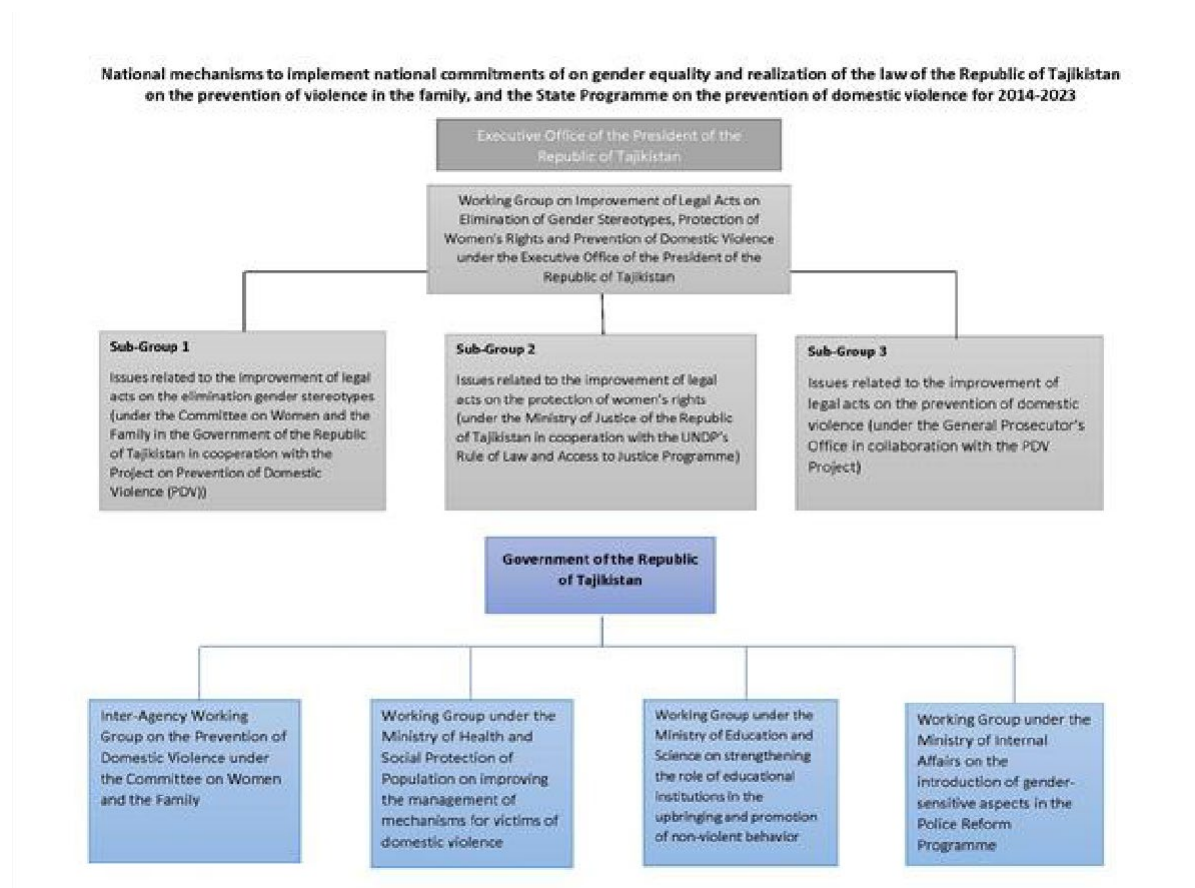 National mechanisms to implement national commitments of on gender equality and realization of the law of the Republic of Tajikistan
on the prevention of violence in the family, and the State Programme on the prevention of domestic violence for 2014-2023
Executive Office of the President of the
Republic of Tajikistan
Working Group on Improvement of Legal Acts on
Elimination of Gender Stereotypes, Protection of
Women's Rights and Prevention of Domestic Violence
under the Executive Office of the President of the
Republic of Tajikistan
Sub-Group 1
Issues related to the improvement of legal
acts on the elimination gender stereotypes
(under the Committee on Women and the
Family in the Government of the Republic
of Tajikistan in cooperation with the
Project on Prevention of Domestic
Violence (PDV))
Sub-Group 2
Issues related to the improvement of legal
acts on the protection of women's rights
(under the Ministry of Justice of the Republic
of Tajikistan in cooperation with the UNDP's
Rule of Law and Access to Justice Programme)
Sub-Group 3
Issues related to the improvement of
legal acts on the prevention of domestic
violence (under the General Prosecutor's
Office in collaboration with the PDV
Project)
Government of the Republic
of Tajikistan
Inter-Agency Working
Group on the Prevention of
Domestic Violence under
the Committee on Women
and the Family
Working Group under the
Ministry of Health and
Social Protection of
Population on improving
the management of
mechanisms for victims of
domestic violence
Working Group under the
Ministry of Education and
Science on strengthening
the role of educational
institutions in the
upbringing and promotion
of non-violent behavior
Working Group under the
Ministry of Internal
Affairs on the
introduction of gender-
sensitive aspects in the
Police Reform
Programme